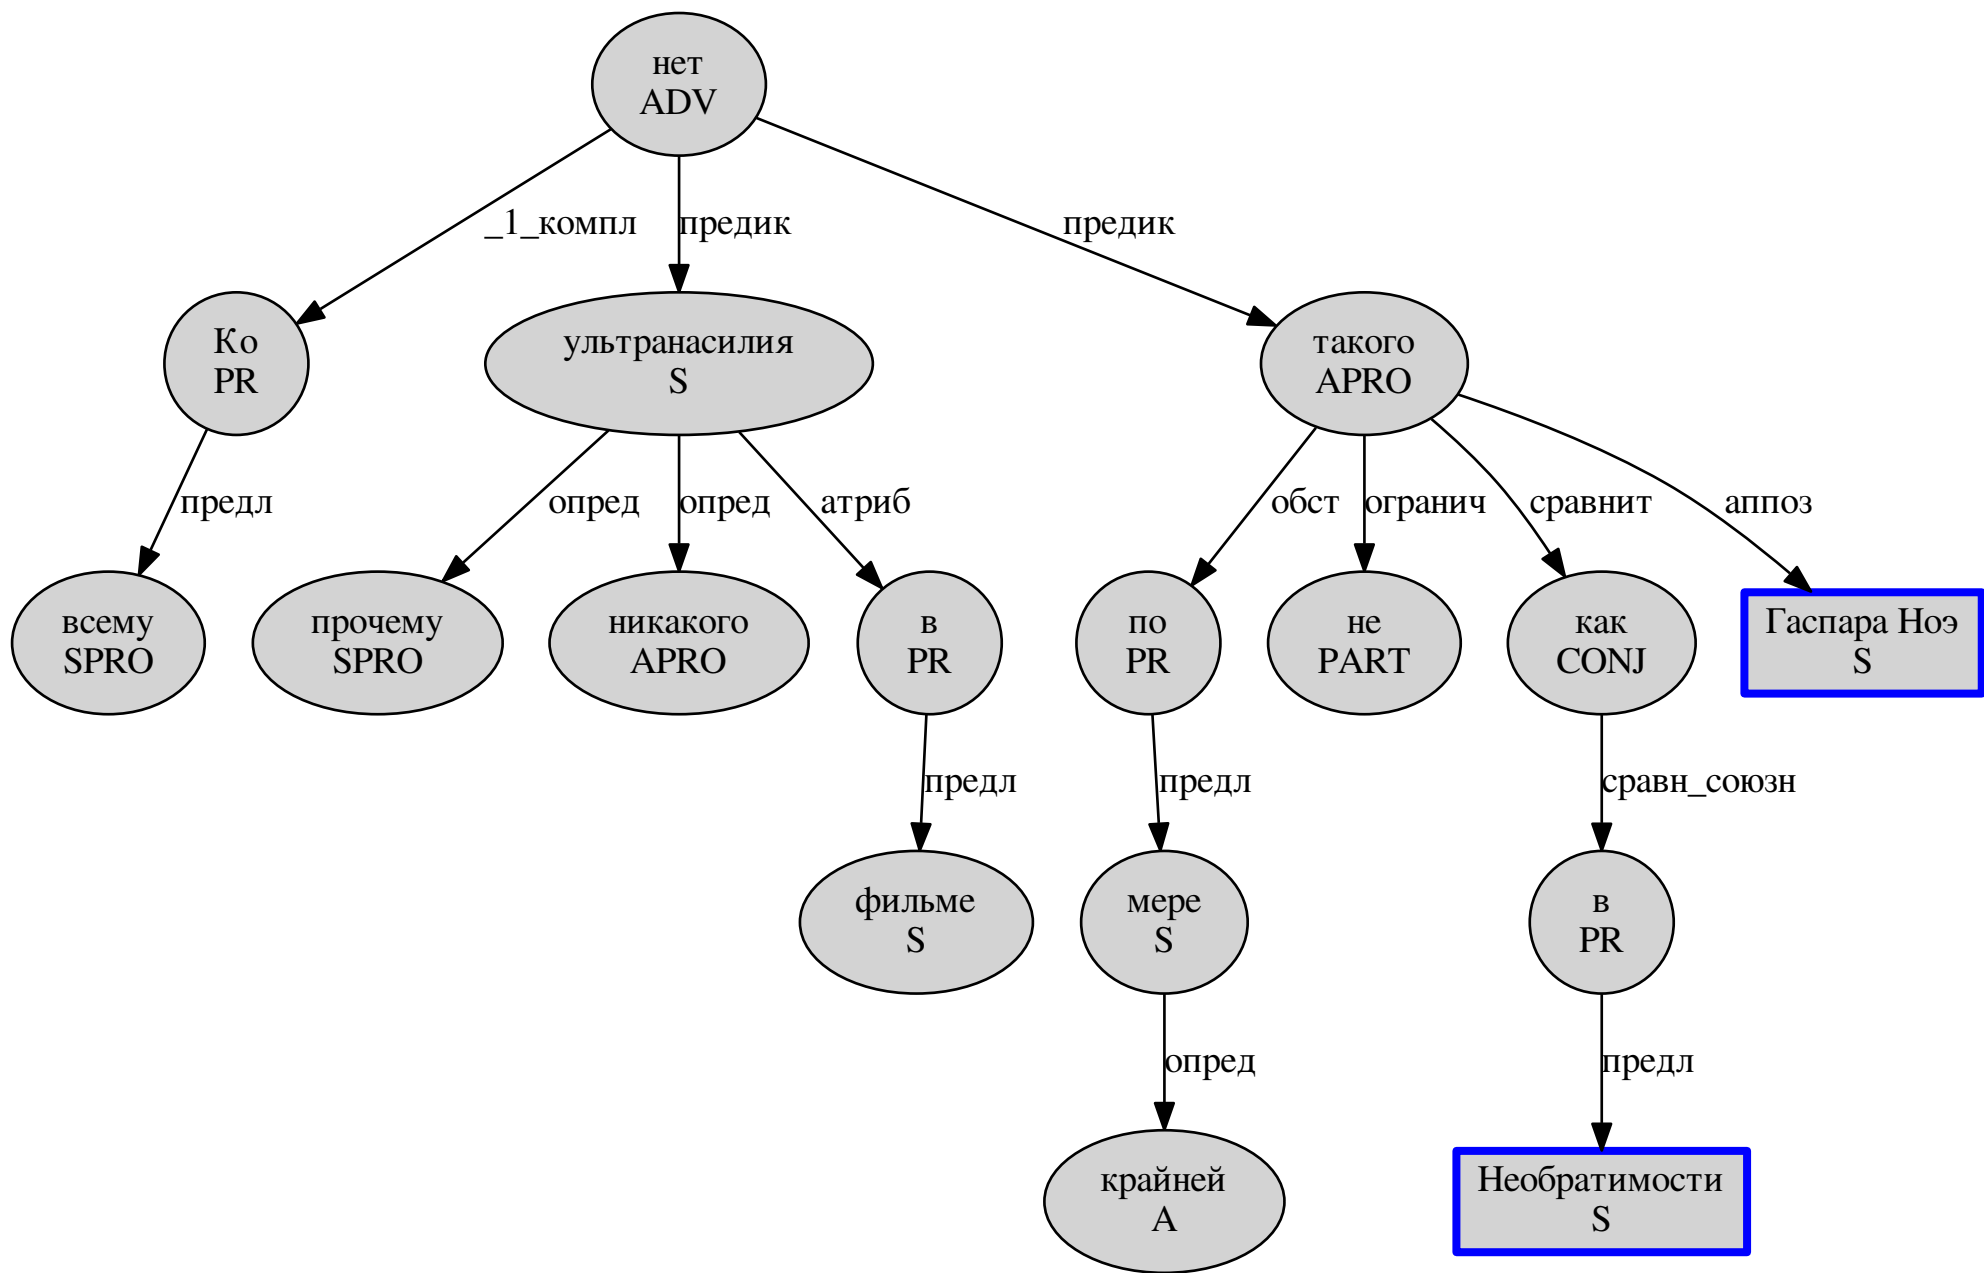 нет
ADV
_1_компл
предик
предик
Ко
PR
ультранасилия
S
такого
APRO
предл
опред
опред
атриб
обст
огранич
сравнит
аппоз
всему
SPRO
прочему
SPRO
никакого
APRO
в
PR
по
PR
не
PART
как
CONJ
Гаспара Ноэ
S
предл
предл
сравн_союзн
фильме
S
мере
S
в
PR
опред
предл
крайней
A
Необратимости
S